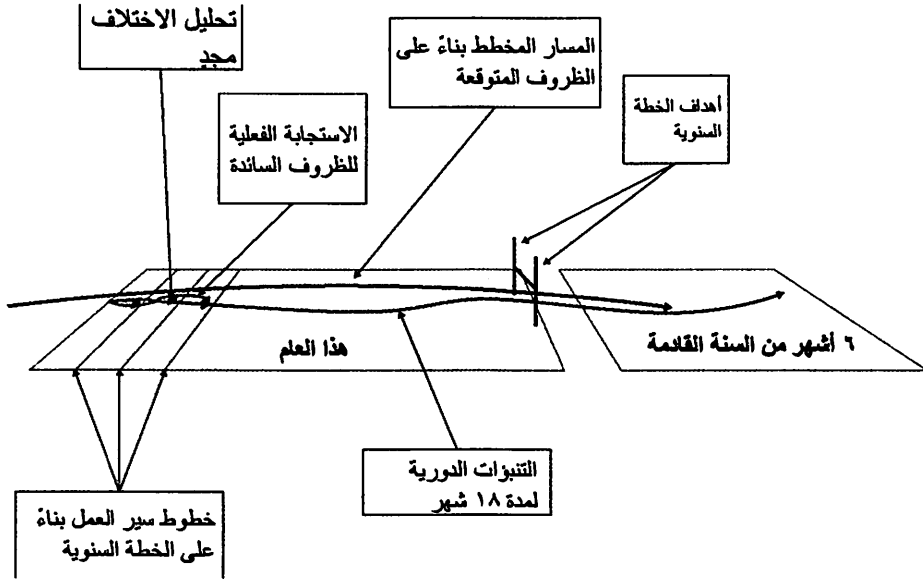 تحليل الاختلاف
مجد
المسار المخطط بناءً على
الظروف المتوقعة
أهداف الخطة
السنوية
الاستجابة الفعلية
للظروف السائدة
هذا العام
٦ أشهر من السنة القادمة
التنبؤات الدورية
لمدة ١٨ شهر
خطوط سير العمل بناءً
على الخطة السنوية